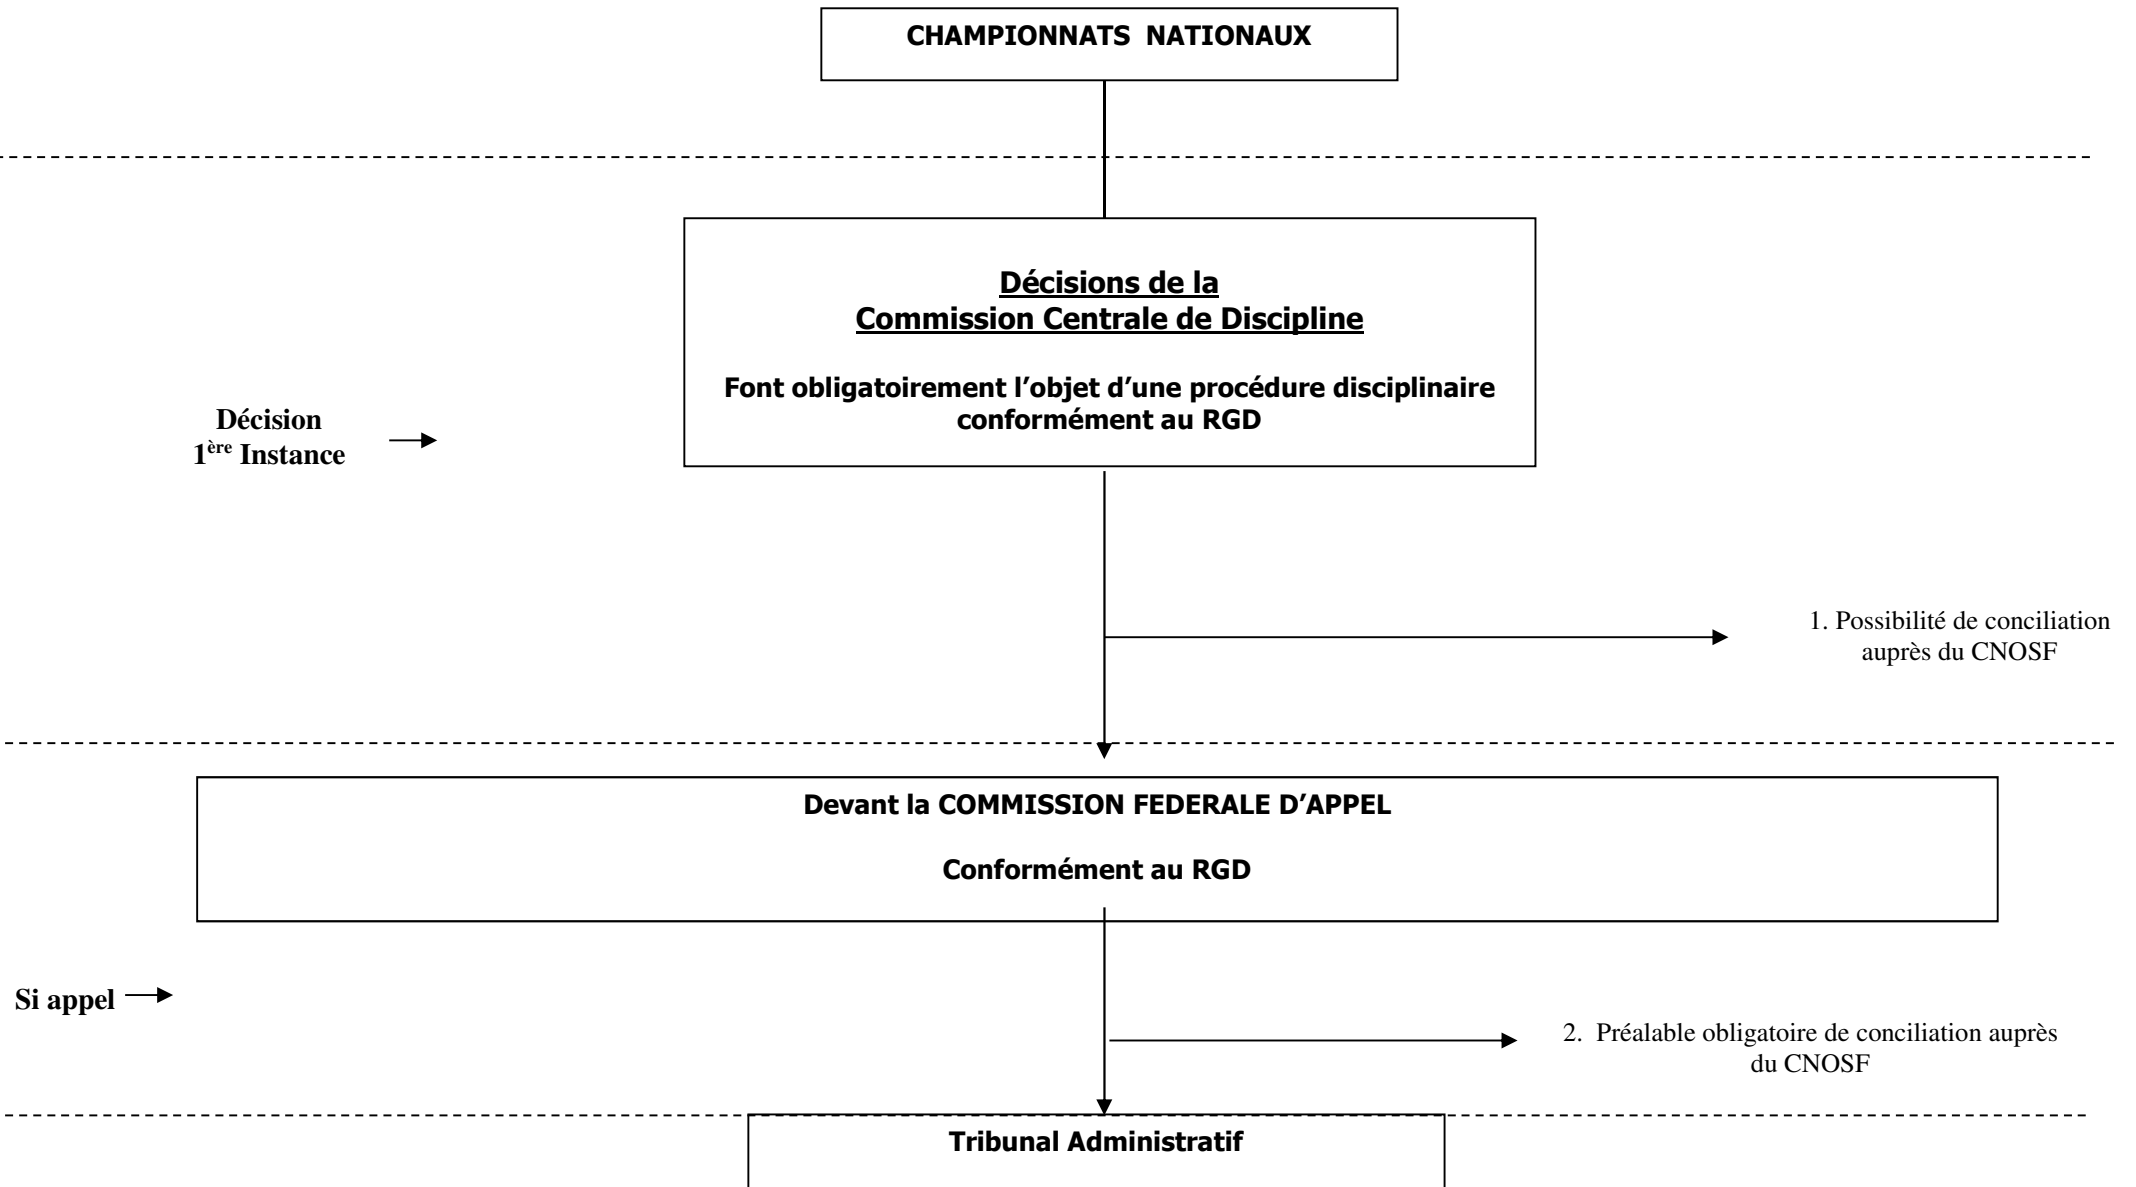 CHAMPIONNATS NATIONAUX
Décisions de la
Commission Centrale de Discipline
Font obligatoirement l’objet d’une procédure disciplinaire
conformément au RGD
Décision
1ère Instance
1. Possibilité de conciliation
auprès du CNOSF
Devant la COMMISSION FEDERALE D’APPEL
Conformément au RGD
Si appel
2. Préalable obligatoire de conciliation auprès
du CNOSF
Tribunal Administratif